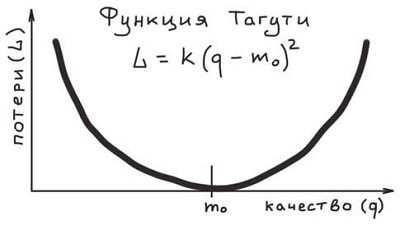 Функция Тагути
L = k (q - m₀)²
потери (L)
m₀
качество (q)